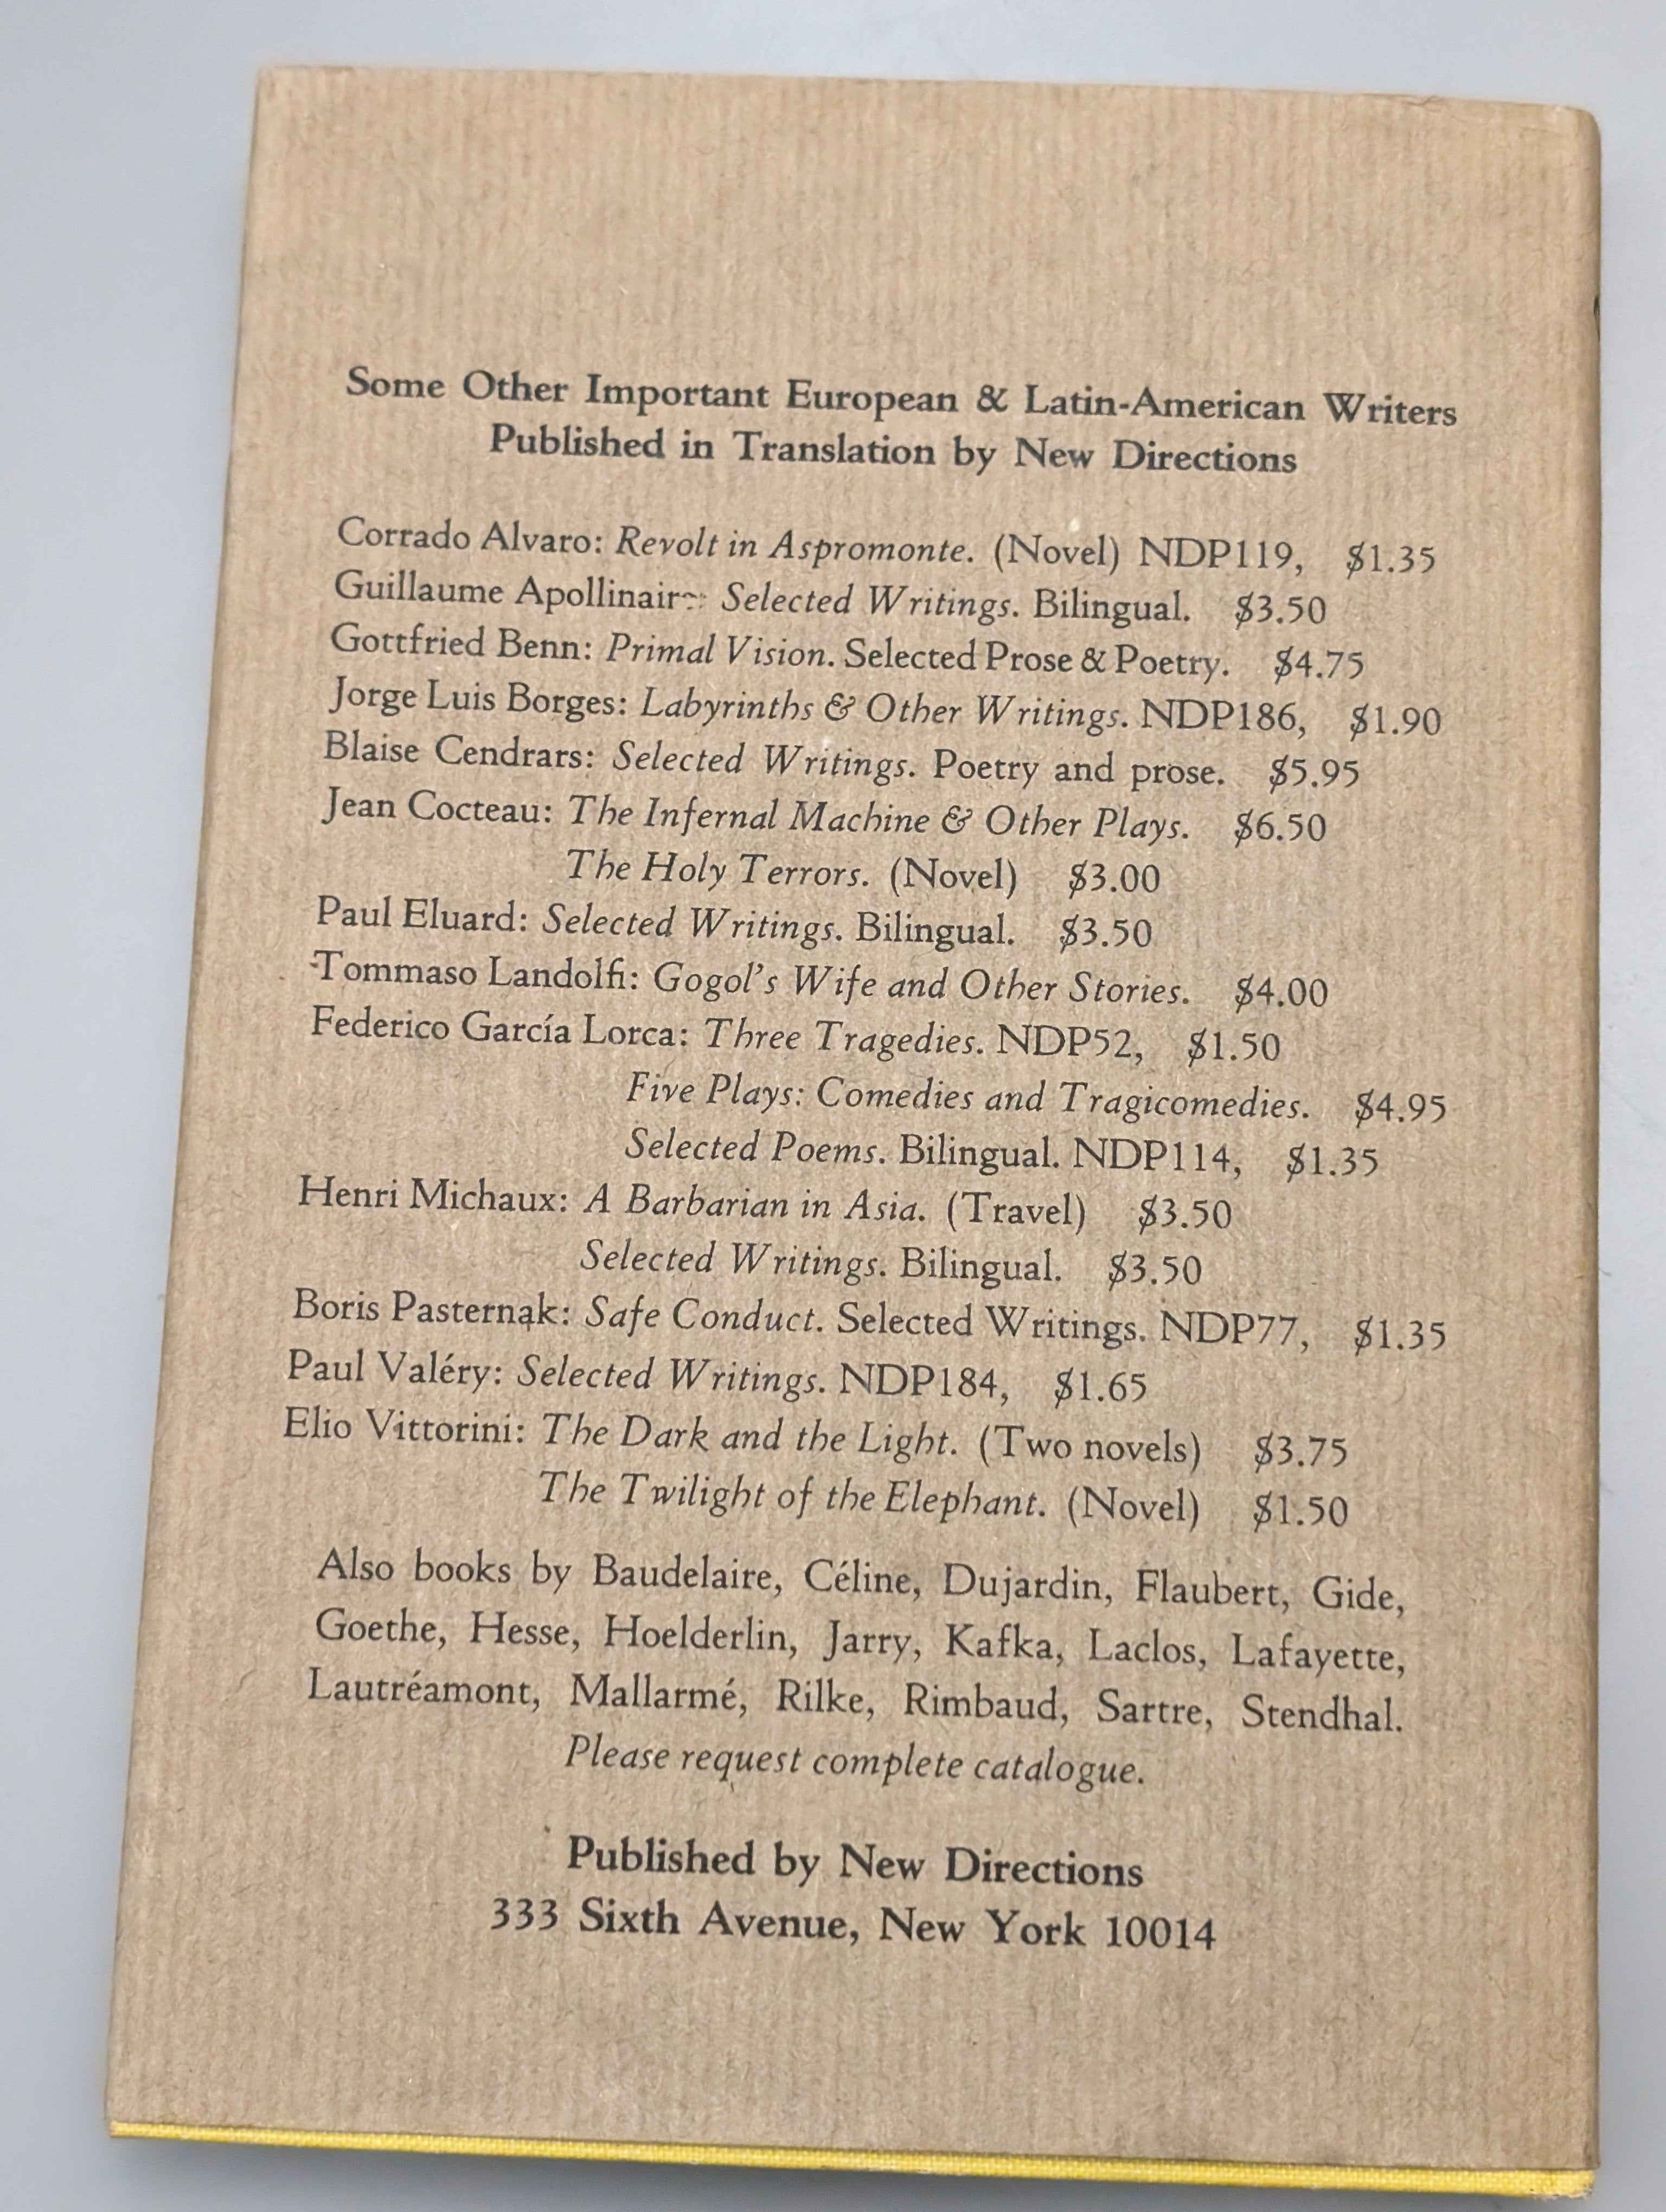 Some Other Important European & Latin-American Writers
Published in Translation by New Directions
Corrado Alvaro: Revolt in Aspromonte. (Novel) NDP119, $1.35
Guillaume Apollinaire: Selected Writings. Bilingual. $3.50
Gottfried Benn: Primal Vision. Selected Prose & Poetry. $4.75
Jorge Luis Borges: Labyrinths & Other Writings. NDP186, $1.90
Blaise Cendrars: Selected Writings. Poetry and prose. $5.95
Jean Cocteau: The Infernal Machine & Other Plays. $6.50
The Holy Terrors. (Novel) $3.00
Paul Eluard: Selected Writings. Bilingual. $3.50
Tommaso Landolfi: Gogol's Wife and Other Stories. $4.00
Federico García Lorca: Three Tragedies. NDP52, $1.50
Five Plays: Comedies and Tragicomedies. $4.95
Selected Poems. Bilingual. NDP114, $1.35
Henri Michaux: A Barbarian in Asia. (Travel) $3.50
Selected Writings. Bilingual. $3.50
Boris Pasternak: Safe Conduct. Selected Writings. NDP77, $1.35
Paul Valéry: Selected Writings. NDP184, $1.65
Elio Vittorini: The Dark and the Light. (Two novels) $3.75
The Twilight of the Elephant. (Novel) $1.50
Also books by Baudelaire, Céline, Dujardin, Flaubert, Gide,
Goethe, Hesse, Hoelderlin, Jarry, Kafka, Laclos, Lafayette,
Lautréamont, Mallarmé, Rilke, Rimbaud, Sartre, Stendhal.
Please request complete catalogue.
Published by New Directions
333 Sixth Avenue, New York 10014